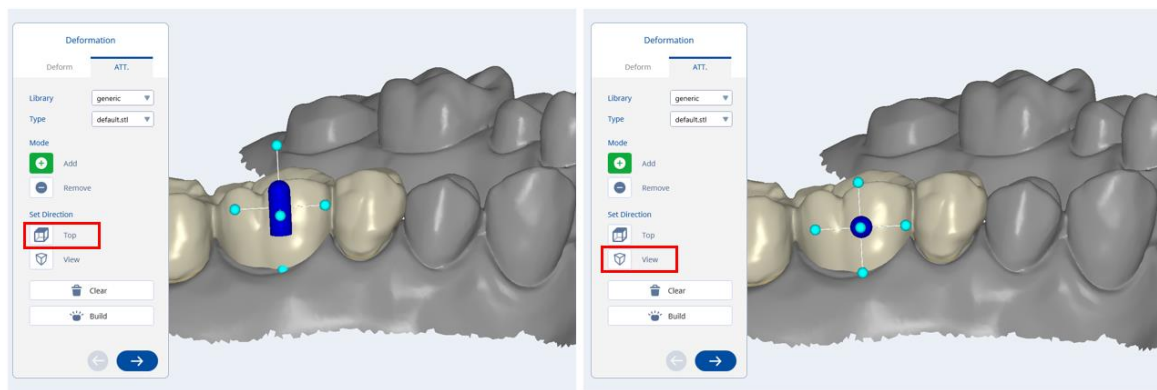 Deformation
Deform ATT.
Library generic
Type default.stl
Mode
Add
Remove
Set Direction
Top
View
Clear
Build
Deformation
Deform ATT.
Library generic
Type default.stl
Mode
Add
Remove
Set Direction
Top
View
Clear
Build